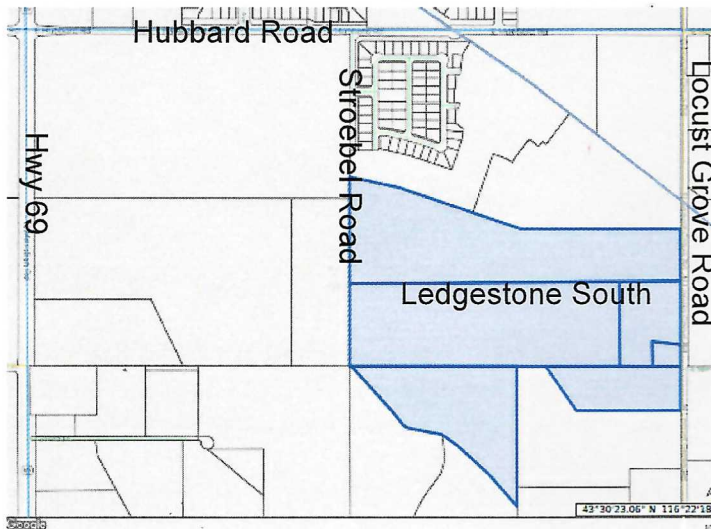 Hubbard Road
Stroebel Road
Locust Grove Road
Hwy 69
Ledgestone South
43°30'23.06" N 116°22'18
Google